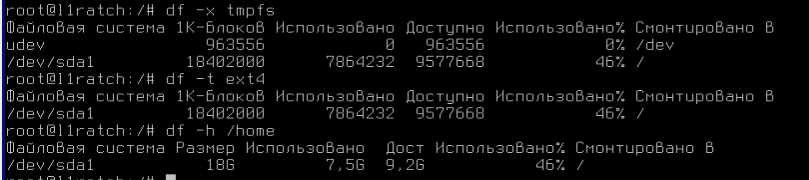 root@l1ratch:/# df -x tmpfs
Файловая система 1K-блоков Использовано Доступно Использовано% Смонтировано в
udev 963556 0 963556 0% /dev
/dev/sda1 18402000 7864232 9577668 46% /
root@l1ratch:/# df -t ext4
Файловая система 1K-блоков Использовано Доступно Использовано% Смонтировано в
/dev/sda1 18402000 7864232 9577668 46% /
root@l1ratch:/# df -h /home
Файловая система Размер Использовано Дост Использовано% Смонтировано в
/dev/sda1 18G 7,5G 9,2G 46% /
root@l1ratch:/#